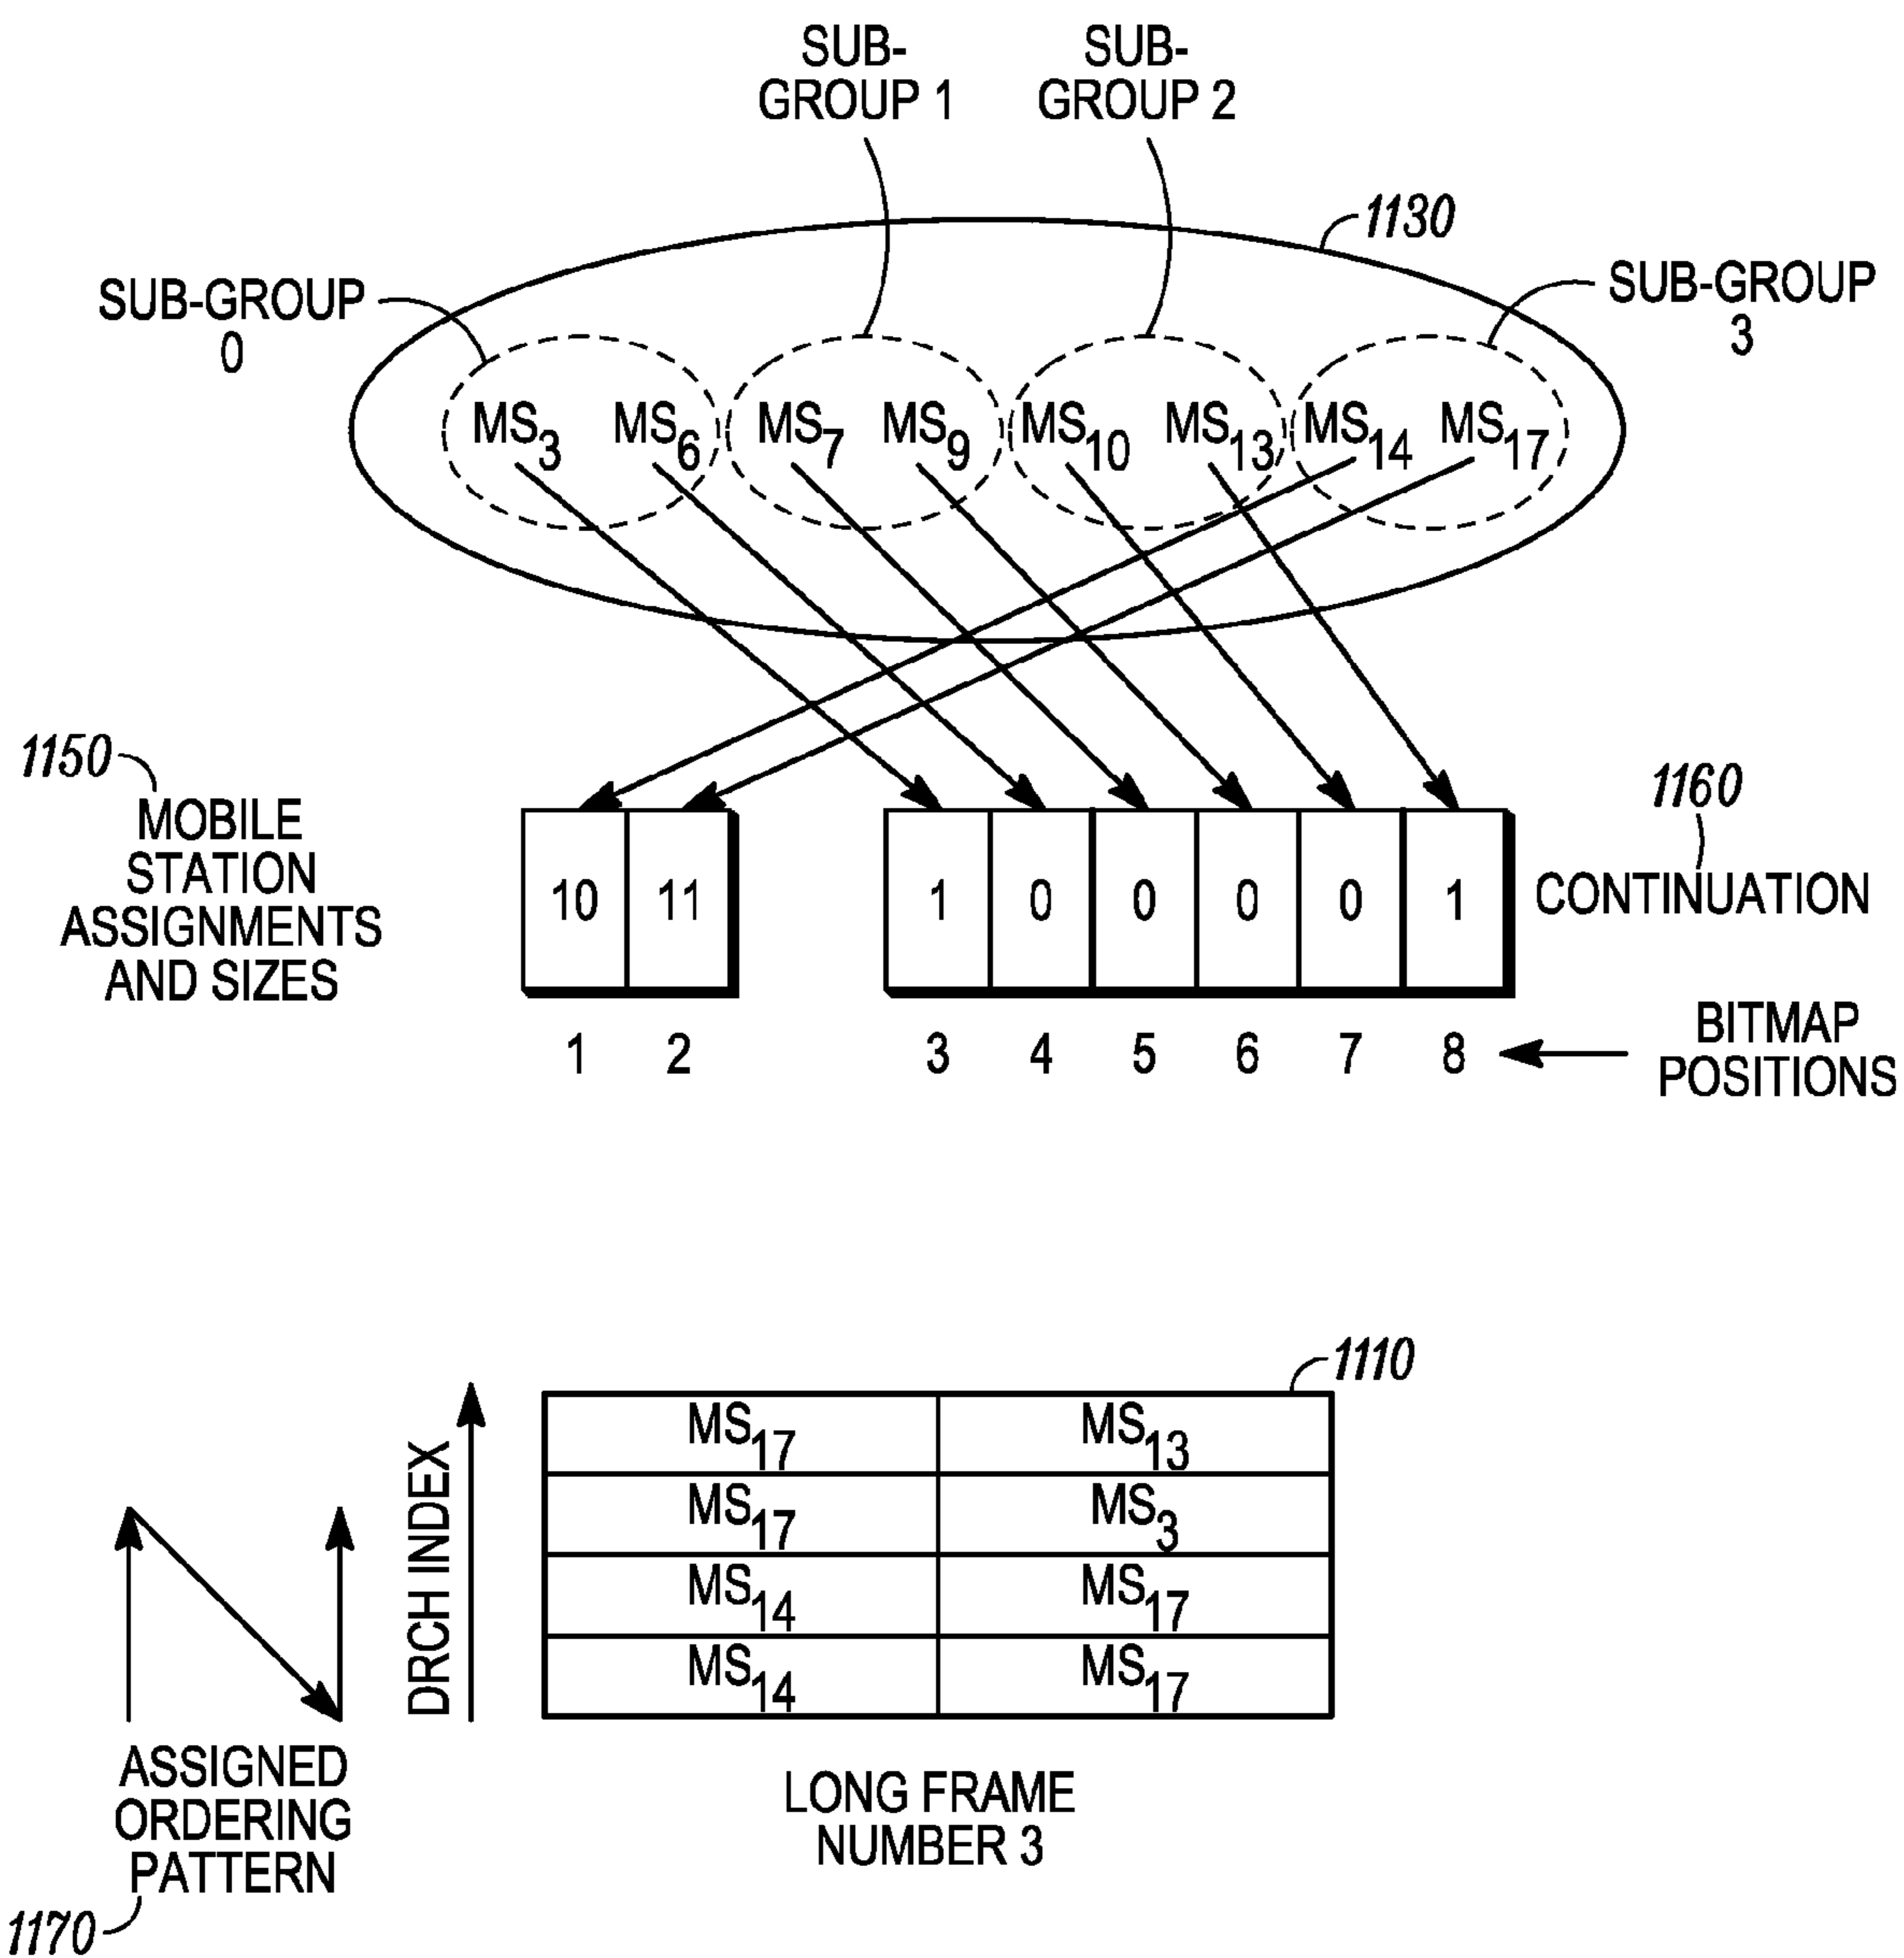 SUB-
GROUP 1
SUB-
GROUP 2
1130
SUB-GROUP
0
SUB-GROUP
3
MS3 MS6 MS7 MS9 MS10 MS13 MS14 MS17
1150
MOBILE
STATION
ASSIGNMENTS
AND SIZES
10 11 1 0 0 0 0 1
1160
CONTINUATION
1 2 3 4 5 6 7 8
BITMAP
POSITIONS
1110
DRCH INDEX
MS17 MS13
MS17 MS3
MS14 MS17
MS14 MS17
ASSIGNED
ORDERING
PATTERN
1170
LONG FRAME
NUMBER 3